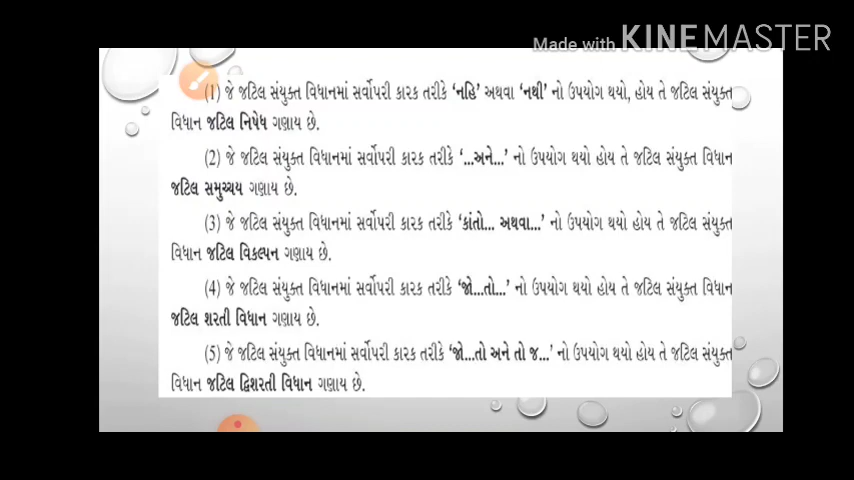 Made with KINEMASTER
(1) જે જટિલ સંયુક્ત વિધાનમાં સર્વોપરી કારક તરીકે ‘નહિ’ અથવા ‘નથી’ નો ઉપયોગ થયો, હોય તે જટિલ સંયુક્ત
વિધાન જટિલ નિષેધ ગણાય છે.
(2) જે જટિલ સંયુક્ત વિધાનમાં સર્વોપરી કારક તરીકે ‘...અને...’ નો ઉપયોગ થયો હોય તે જટિલ સંયુક્ત વિધાન
જટિલ સમુચ્ચય ગણાય છે.
(3) જે જટિલ સંયુક્ત વિધાનમાં સર્વોપરી કારક તરીકે ‘કાંતો... અથવા...’ નો ઉપયોગ થયો હોય તે જટિલ સંયુક્ત
વિધાન જટિલ વિકલ્પન ગણાય છે.
(4) જે જટિલ સંયુક્ત વિધાનમાં સર્વોપરી કારક તરીકે ‘જો...તો...’ નો ઉપયોગ થયો હોય તે જટિલ સંયુક્ત વિધાન
જટિલ શરતી વિધાન ગણાય છે.
(5) જે જટિલ સંયુક્ત વિધાનમાં સર્વોપરી કારક તરીકે ‘જો...તો અને તો જ...’ નો ઉપયોગ થયો હોય તે જટિલ સંયુક્ત
વિધાન જટિલ દ્વિશરતી વિધાન ગણાય છે.